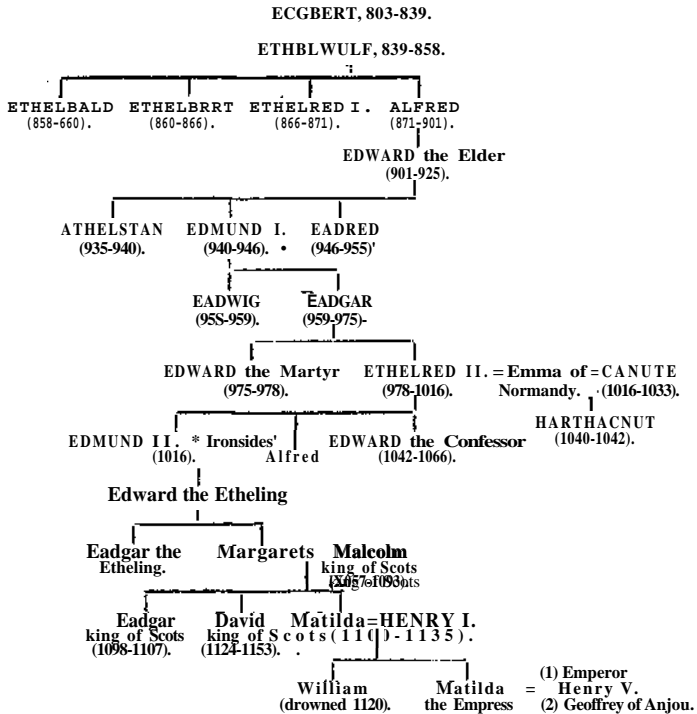 ECGBERT, 803-839.
ETHBLWULF, 839-858.
ETHELBALD ETHELBRRT ETHELRED I. ALFRED
(858-660). (860-866). (866-871). (871-901).
EDWARD the Elder
(901-925).
ATHELSTAN EDMUND I. EADRED
(935-940). (940-946). • (946-955)'
EADWIG EADGAR
(95S-959). (959-975)-
EDWARD the Martyr ETHELRED II. = Emma of = CANUTE
(975-978). (978-1016). Normandy. (1016-1033).
HARTHACNUT
(1040-1042).
EDMUND II. * Ironsides' Alfred EDWARD the Confessor
(1016). (1042-1066).
Edward the Etheling
Eadgar the Margarets Malcolm
Etheling. king of Scots
(1057-1093).
Eadgar David Matilda=HENRY I.
king of Scots king of Scots (1100-1135).
(1098-1107). (1124-1153). .
William Matilda = (1) Emperor
(drowned 1120). the Empress Henry V.
(2) Geoffrey of Anjou.